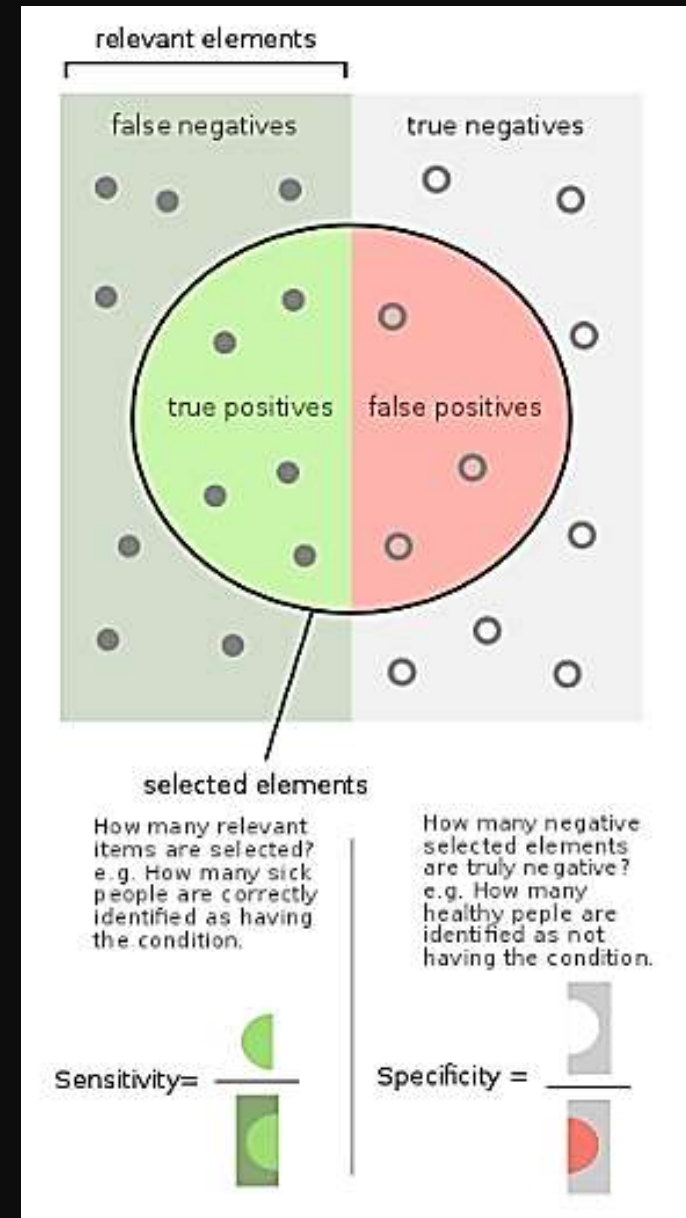 relevant elements
false negatives
true negatives
true positives
false positives
selected elements
How many relevant
items are selected?
e.g. How many sick
people are correctly
identified as having
the condition.
How many negative
selected elements
are truly negative?
e.g. How many
healthy peple are
identified as not
having the condition.
Sensitivity=
Specificity =